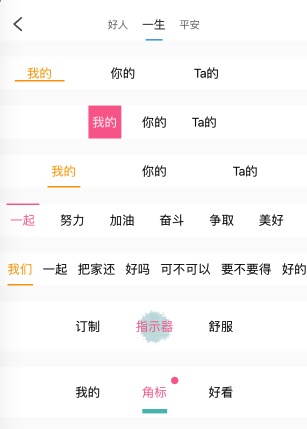 好人 一生 平安
我的 你的 Ta的
我的 你的 Ta的
我的 你的 Ta的
一起 努力 加油 奋斗 争取 美好
我们 一起 把家还 好吗 可不可以 要不要得 好的
订制 指示器 舒服
我的 角标 好看